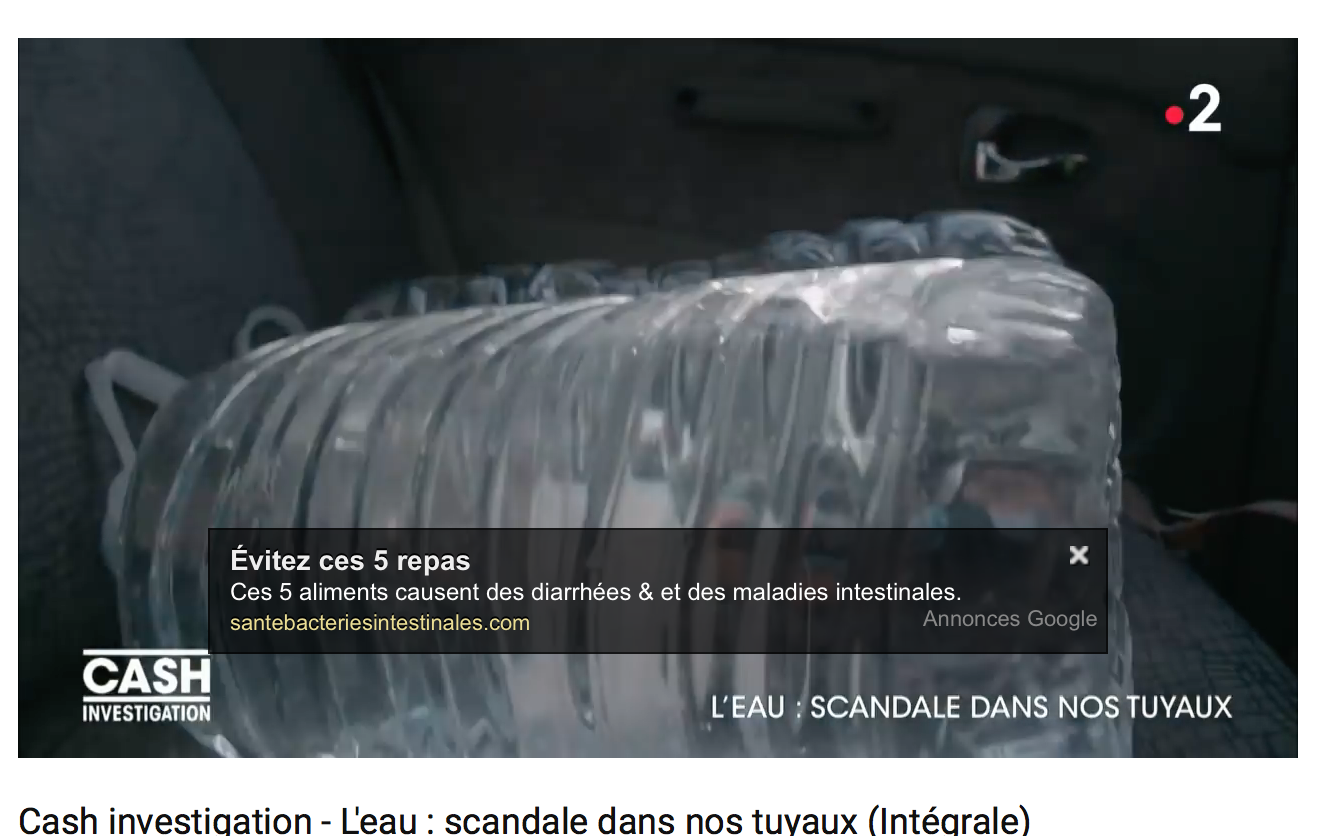 2
Évitez ces 5 repas
Ces 5 aliments causent des diarrhées & et des maladies intestinales.
santebacteriesintestinales.com
Annonces Google
CASH
INVESTIGATION
L'EAU : SCANDALE DANS NOS TUYAUX
Cash investigation - L'eau : scandale dans nos tuyaux (Intégrale)